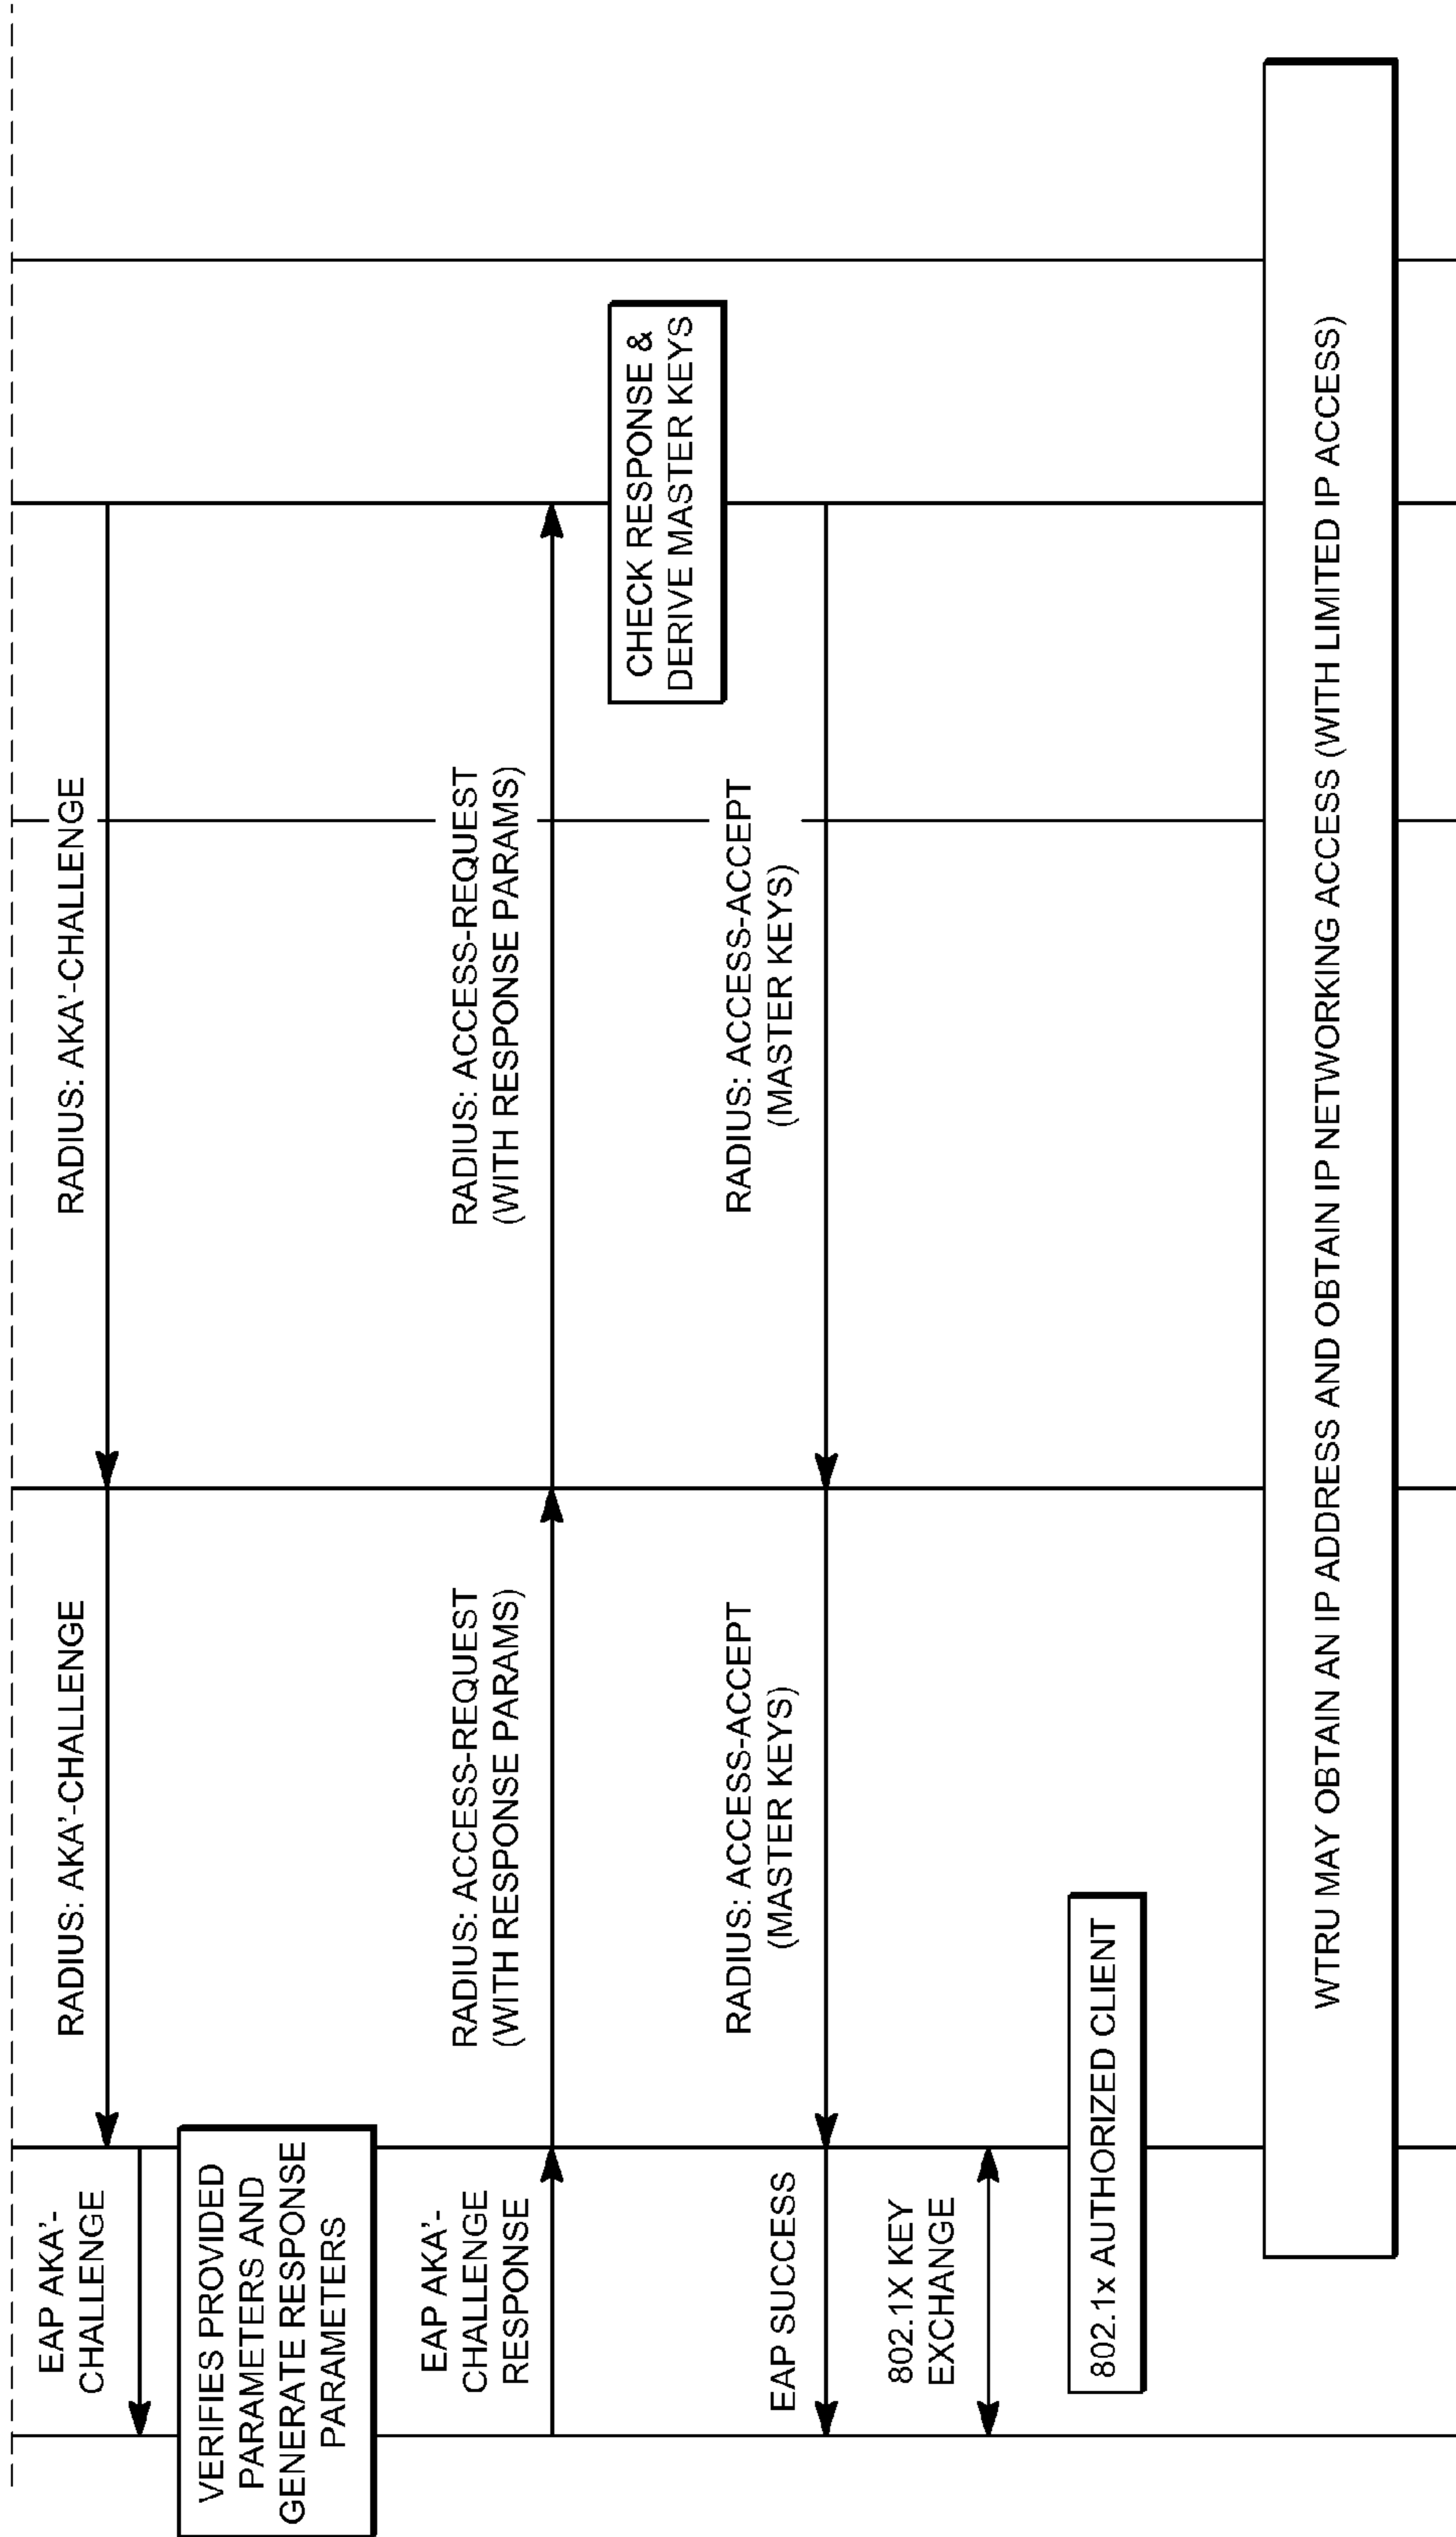 EAP AKA'-
CHALLENGE
RADIUS: AKA'-CHALLENGE
RADIUS: AKA'-CHALLENGE
VERIFIES PROVIDED
PARAMETERS AND
GENERATE RESPONSE
PARAMETERS
EAP AKA'-
CHALLENGE
RESPONSE
RADIUS: ACCESS-REQUEST
(WITH RESPONSE PARAMS)
RADIUS: ACCESS-REQUEST
(WITH RESPONSE PARAMS)
CHECK RESPONSE &
DERIVE MASTER KEYS
EAP SUCCESS
RADIUS: ACCESS-ACCEPT
(MASTER KEYS)
RADIUS: ACCESS-ACCEPT
(MASTER KEYS)
802.1X KEY
EXCHANGE
802.1x AUTHORIZED CLIENT
WTRU MAY OBTAIN AN IP ADDRESS AND OBTAIN IP NETWORKING ACCESS (WITH LIMITED IP ACCESS)